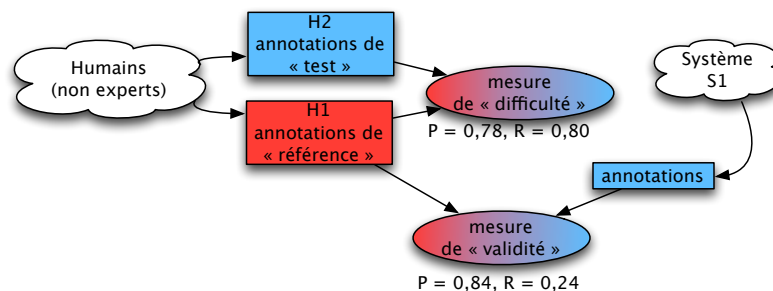 H2
annotations de
« test »
Humains
(non experts)
Système
S1
mesure
de « difficulté »
H1
annotations de
« référence »
P = 0,78, R = 0,80
annotations
mesure
de « validité »
P = 0,84, R = 0,24